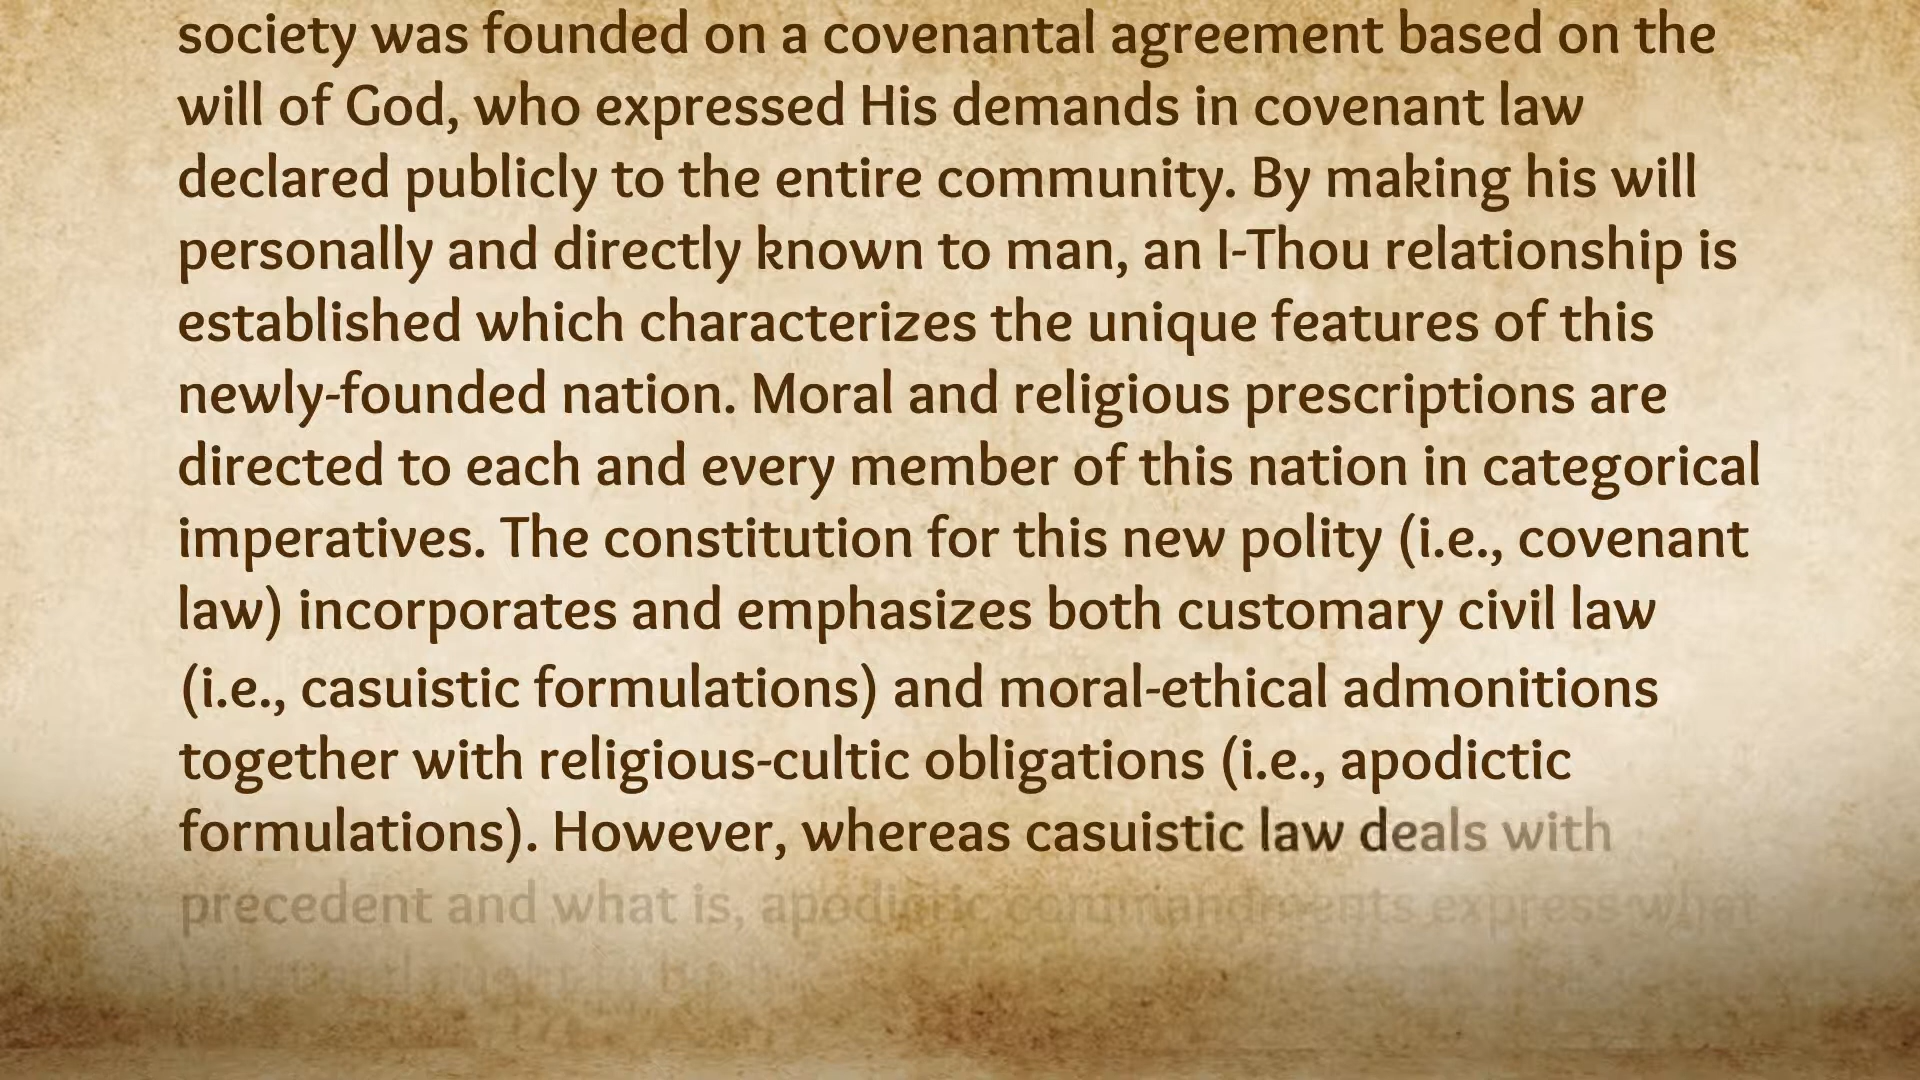 society was founded on a covenantal agreement based on the
will of God, who expressed His demands in covenant law
declared publicly to the entire community. By making his will
personally and directly known to man, an I-Thou relationship is
established which characterizes the unique features of this
newly-founded nation. Moral and religious prescriptions are
directed to each and every member of this nation in categorical
imperatives. The constitution for this new polity (i.e., covenant
law) incorporates and emphasizes both customary civil law
(i.e., casuistic formulations) and moral-ethical admonitions
together with religious-cultic obligations (i.e., apodictic
formulations). However, whereas casuistic law deals with
precedent and what is, apodictic commandments express what